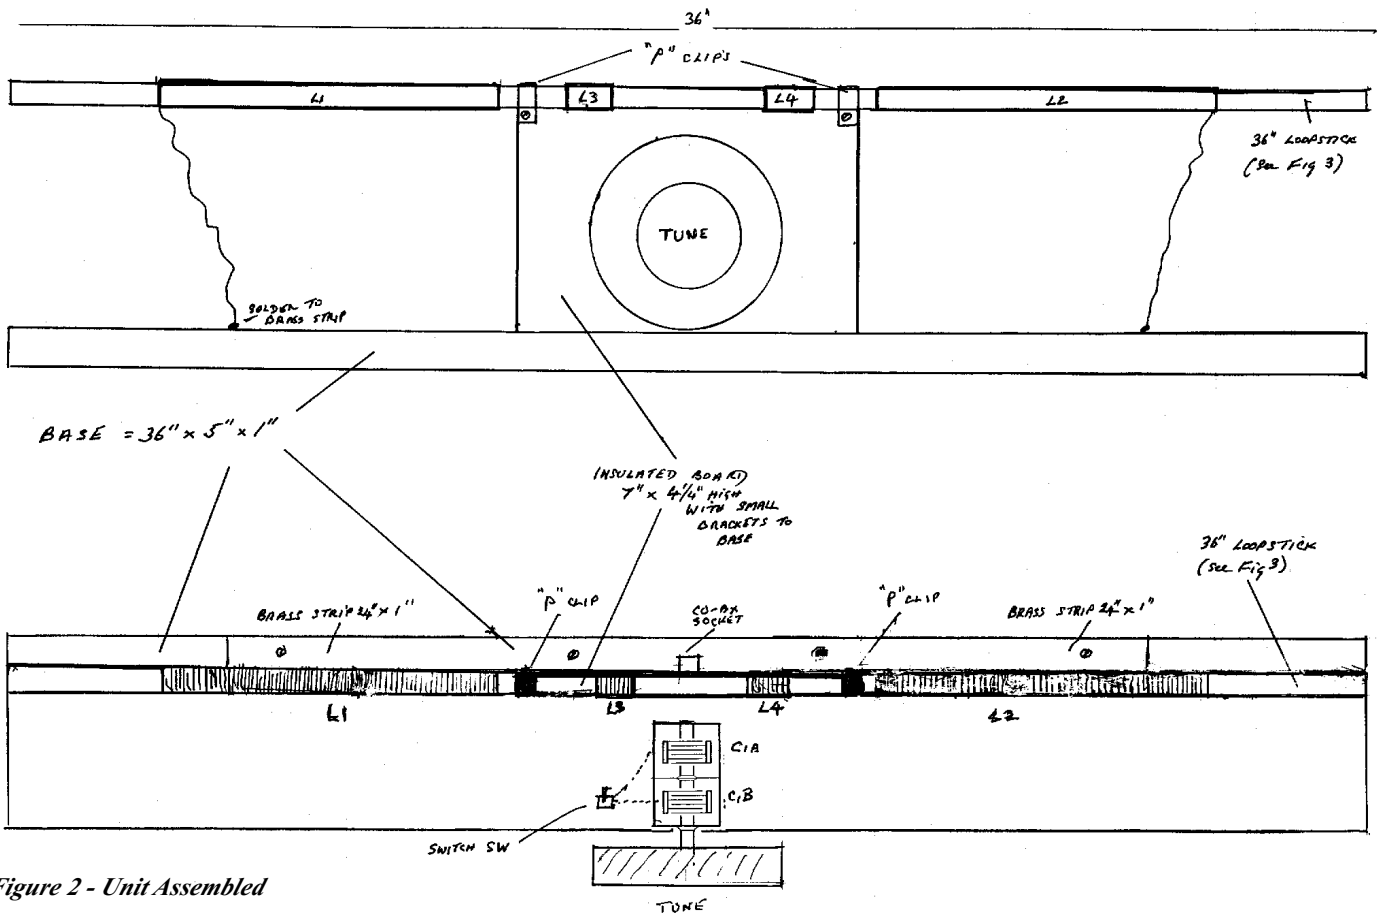 36"
"P" CLIPS
L1
L3
L4
L2
36" LOOPSTICK
(See Fig 3)
TUNE
SOLDER TO
BRASS STRIP
BASE = 36" x 5" x 1"
INSULATED BOARD
7" x 4 1/4" HIGH
WITH SMALL
BRACKETS TO
BASE
36" LOOPSTICK
(See Fig 3)
BRASS STRIP 24" x 1"
"P" CLIP
CO-AX
SOCKET
"P" CLIP
BRASS STRIP 24" x 1"
L1
L3
L4
L2
C1A
C1B
SWITCH SW
TUNE
Figure 2 - Unit Assembled